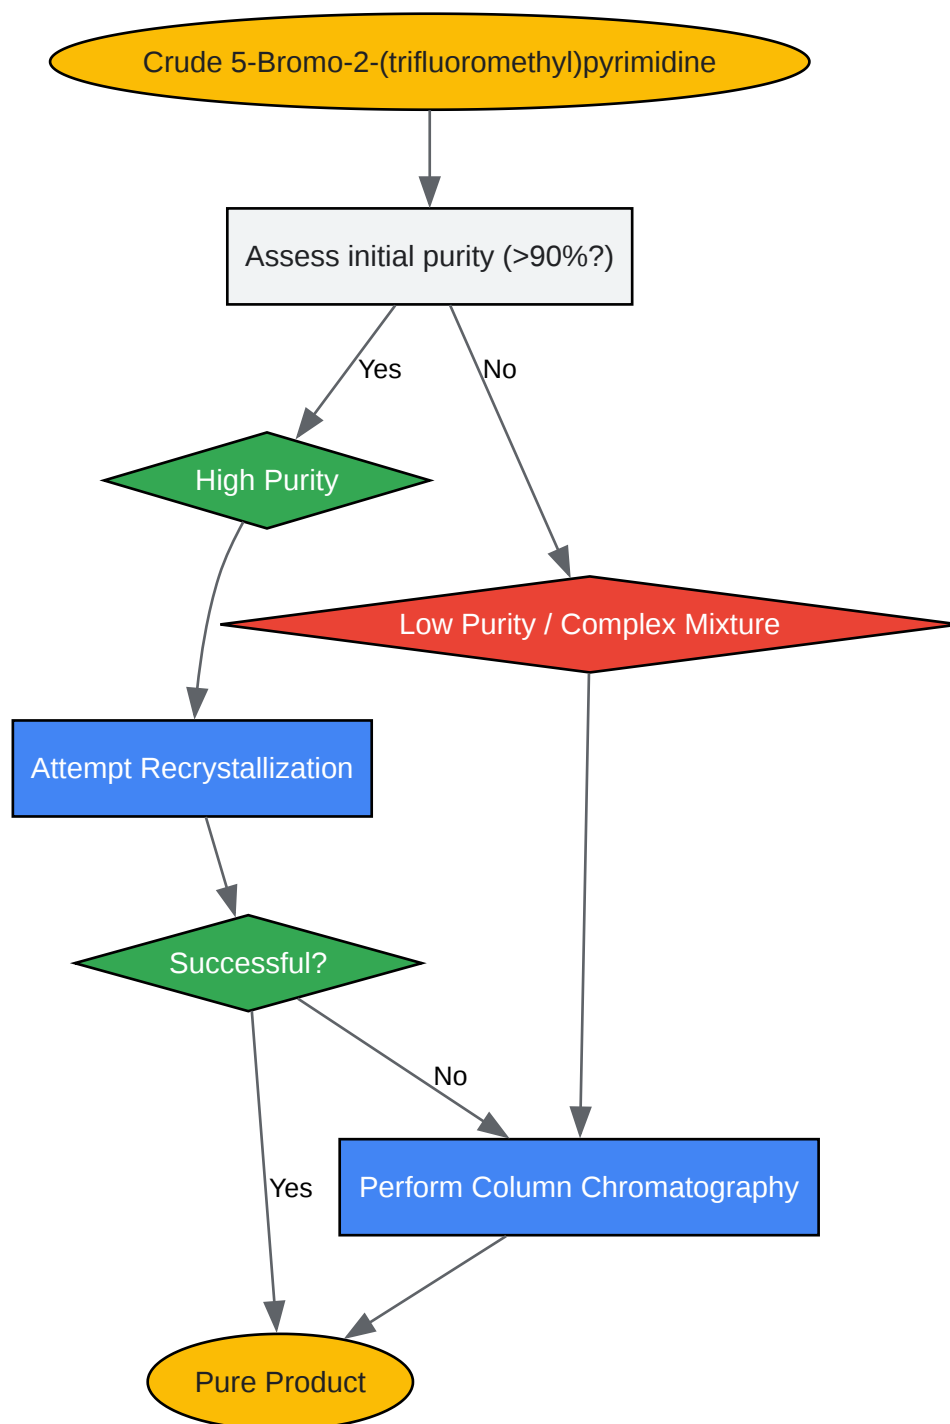 Crude 5-Bromo-2-(trifluoromethyl)pyrimidine
Assess initial purity (>90%?)
Yes
No
High Purity
Low Purity / Complex Mixture
Attempt Recrystallization
Successful?
No
Yes
Perform Column Chromatography
Pure Product